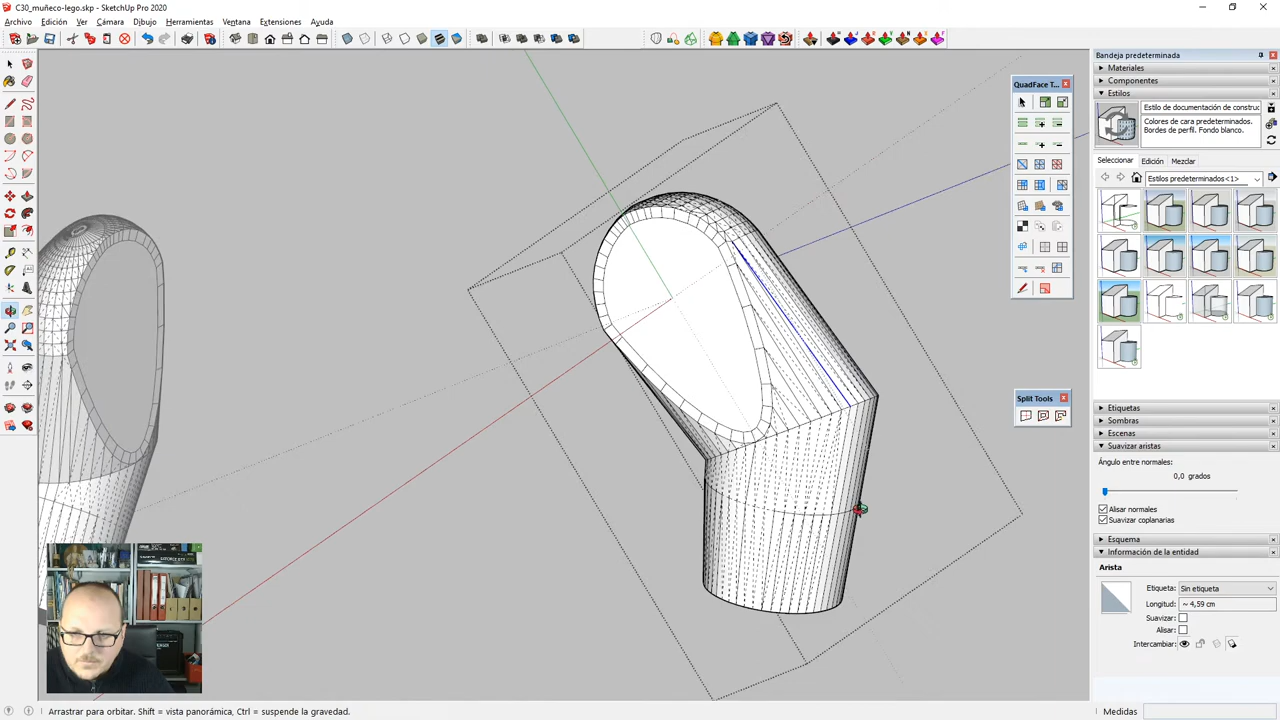 C30_muñeco-lego.skp - SketchUp Pro 2020
Archivo Edición Ver Cámara Dibujo Herramientas Ventana Extensiones Ayuda
Bandeja predeterminada
Materiales
Componentes
Estilos
Estilo de documentación de construc
Colores de cara predeterminados.
Bordes de perfil. Fondo blanco.
Seleccionar Edición Mezclar
Estilos predeterminados<1>
QuadFace T...
Split Tools
Etiquetas
Sombras
Escenas
Suavizar aristas
Ángulo entre normales:
0,0 grados
Alisar normales
Suavizar coplanarias
Esquema
Información de la entidad
Arista
Etiqueta: Sin etiqueta
Longitud: ~ 4,59 cm
Suavizar:
Alisar:
Intercambiar:
Arrastrar para orbitar. Shift = vista panorámica, Ctrl = suspende la gravedad.
Medidas